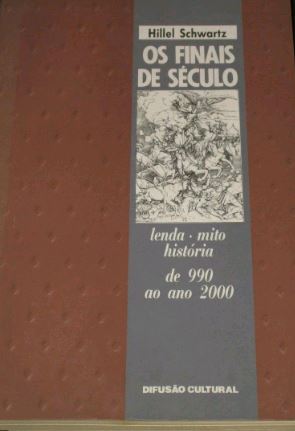 Hillel Schwartz
OS FINAIS
DE SÉCULO
lenda · mito
história
de 990
ao ano 2000
DIFUSÃO CULTURAL